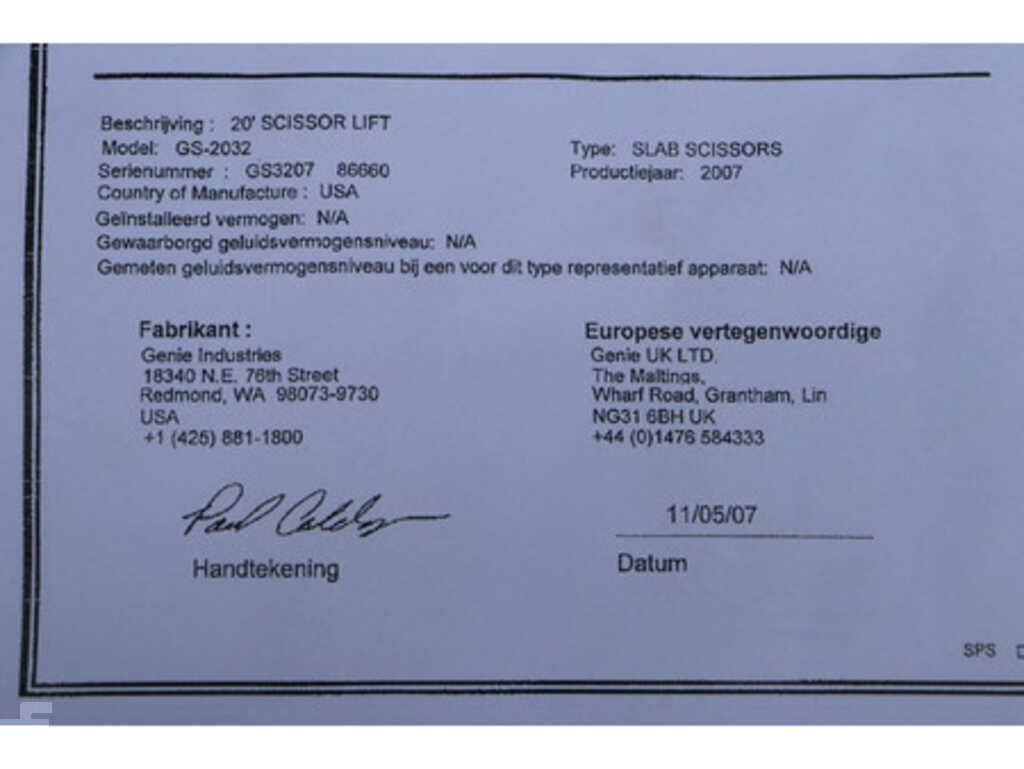 Beschrijving : 20' SCISSOR LIFT
Model: GS-2032
Type: SLAB SCISSORS
Serienummer : GS3207 86660
Productiejaar: 2007
Country of Manufacture : USA
Geïnstalleerd vermogen: N/A
Gewaarborgd geluidsvermogensniveau: N/A
Gemeten geluidsvermogensniveau bij een voor dit type representatief apparaat: N/A
Fabrikant :
Genie Industries
18340 N.E. 76th Street
Redmond, WA 98073-9730
USA
+1 (425) 881-1800
Europese vertegenwoordige
Genie UK LTD.
The Maltings,
Wharf Road, Grantham, Lin
NG31 6BH UK
+44 (0)1476 584333
Paul
Handtekening
11/05/07
Datum
SPS